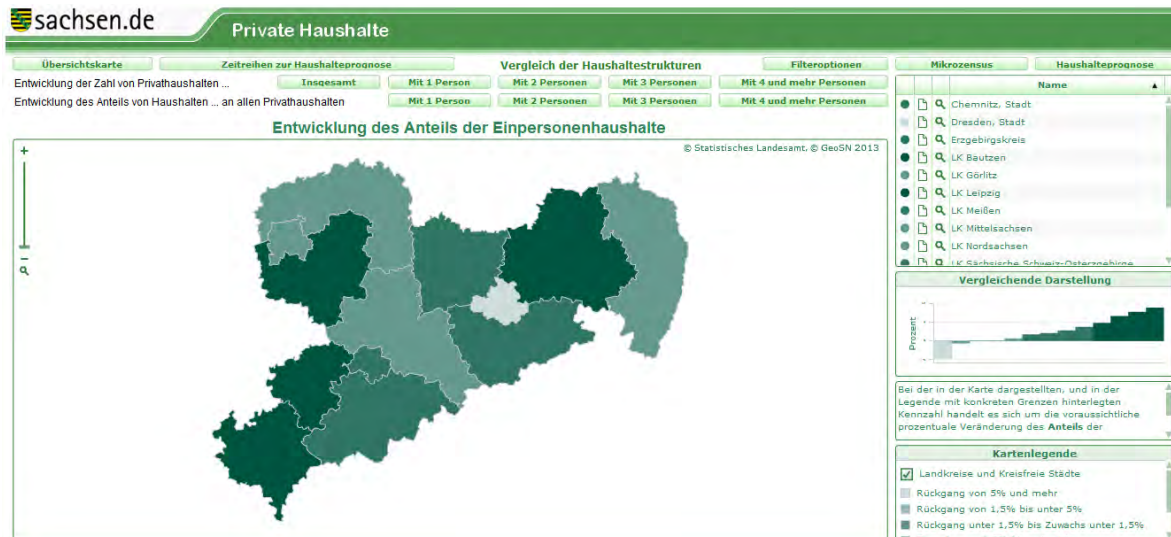 sachsen.de
Private Haushalte
Übersichtskarte
Zeitreihen zur Haushalteprognose
Vergleich der Haushaltestrukturen
Filteroptionen
Mikrozensus
Haushalteprognose
Entwicklung der Zahl von Privathaushalten ...
Insgesamt
Mit 1 Person
Mit 2 Personen
Mit 3 Personen
Mit 4 und mehr Personen
Entwicklung des Anteils von Haushalten ... an allen Privathaushalten
Mit 1 Person
Mit 2 Personen
Mit 3 Personen
Mit 4 und mehr Personen
Entwicklung des Anteils der Einpersonenhaushalte
© Statistisches Landesamt, © GeoSN 2013
Name
Chemnitz, Stadt
Dresden, Stadt
Erzgebirgskreis
LK Bautzen
LK Görlitz
LK Leipzig
LK Meißen
LK Mittelsachsen
LK Nordsachsen
LK Sächsische Schweiz-Osterzgebirge
Vergleichende Darstellung
Prozent
Bei der in der Karte dargestellten, und in der
Legende mit konkreten Grenzen hinterlegten
Kennzahl handelt es sich um die voraussichtliche
prozentuale Veränderung des Anteils der
Kartenlegende
Landkreise und Kreisfreie Städte
Rückgang von 5% und mehr
Rückgang von 1,5% bis unter 5%
Rückgang unter 1,5% bis Zuwachs unter 1,5%